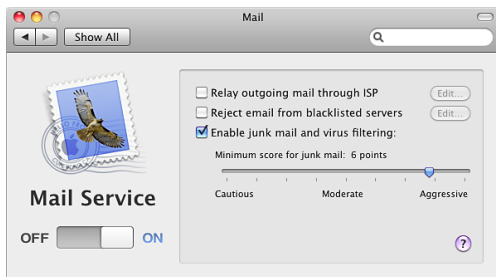 Mail
Show All
Relay outgoing mail through ISP
Edit...
Reject email from blacklisted servers
Edit...
Enable junk mail and virus filtering:
Minimum score for junk mail: 6 points
Cautious Moderate Aggressive
Mail Service
OFF ON
?